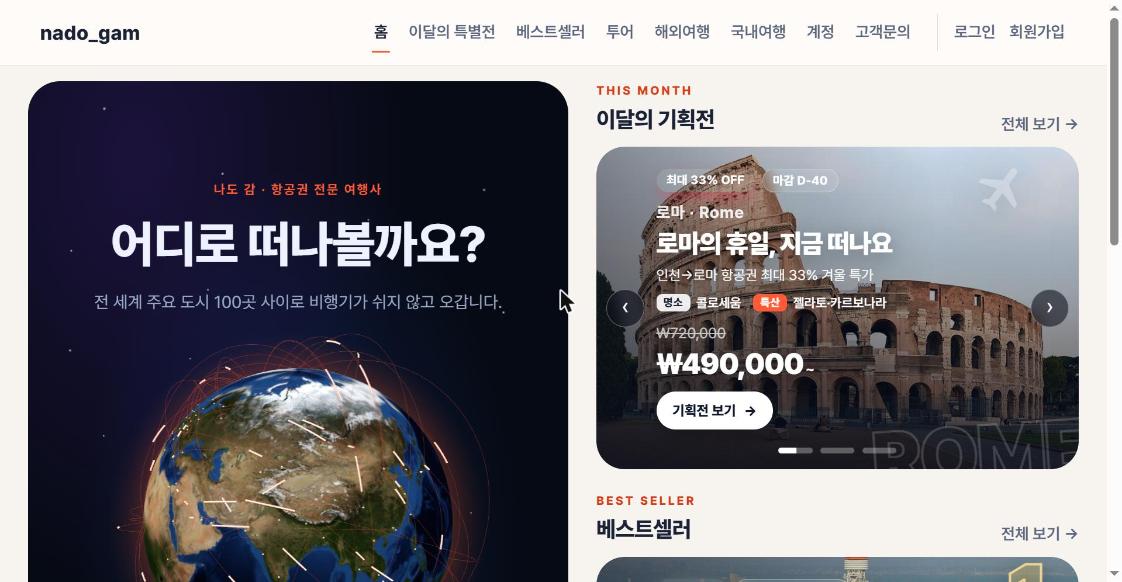 nado_gam
홈 이달의 특별전 베스트셀러 투어 해외여행 국내여행 계정 고객문의 로그인 회원가입
나도 감 · 항공권 전문 여행사
어디로 떠나볼까요?
전 세계 주요 도시 100곳 사이로 비행기가 쉬지 않고 오갑니다.
THIS MONTH
이달의 기획전
전체 보기 →
최대 33% OFF 마감 D-40
로마 · Rome
로마의 휴일, 지금 떠나요
인천→로마 항공권 최대 33% 겨울 특가
명소 콜로세움 특산 젤라토·카르보나라
₩720,000
₩490,000~
기획전 보기 →
ROME
BEST SELLER
베스트셀러
전체 보기 →
1